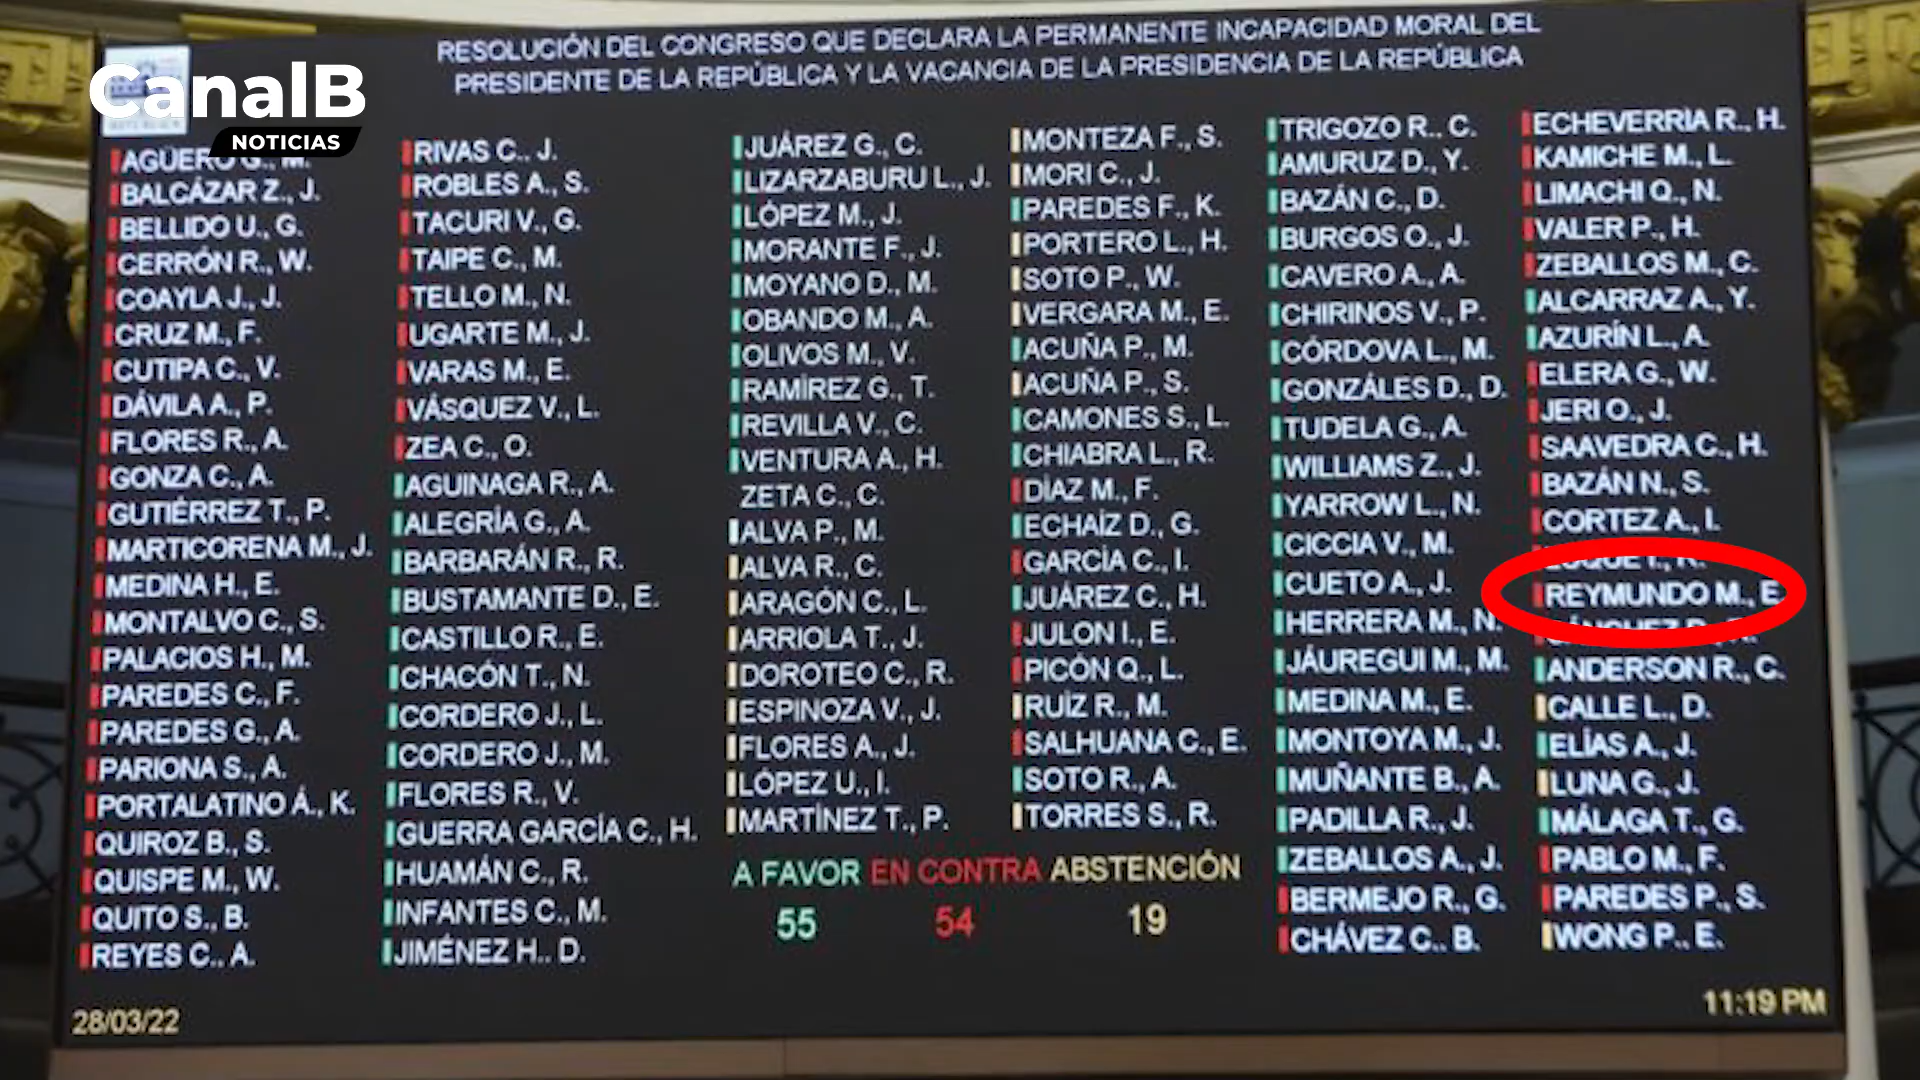 RESOLUCIÓN DEL CONGRESO QUE DECLARA LA PERMANENTE INCAPACIDAD MORAL DEL
PRESIDENTE DE LA REPÚBLICA Y LA VACANCIA DE LA PRESIDENCIA DE LA REPÚBLICA
CanalB
NOTICIAS
AGÜERO G., M.
BALCÁZAR Z., J.
BELLIDO U., G.
CERRÓN R., W.
COAYLA J., J.
CRUZ M., F.
CUTIPA C., V.
DÁVILA A., P.
FLORES R., A.
GONZA C., A.
GUTIÉRREZ T., P.
MARTICORENA M., J.
MEDINA H., E.
MONTALVO C., S.
PALACIOS H., M.
PAREDES C., F.
PAREDES G., A.
PARIONA S., A.
PORTALATINO Á., K.
QUIROZ B., S.
QUISPE M., W.
QUITO S., B.
REYES C., A.
RIVAS C., J.
ROBLES A., S.
TACURI V., G.
TAIPE C., M.
TELLO M., N.
UGARTE M., J.
VARAS M., E.
VÁSQUEZ V., L.
ZEA C., O.
AGUINAGA R., A.
ALEGRÍA G., A.
BARBARÁN R., R.
BUSTAMANTE D., E.
CASTILLO R., E.
CHACÓN T., N.
CORDERO J., L.
CORDERO J., M.
FLORES R., V.
GUERRA GARCÍA C., H.
HUAMÁN C., R.
INFANTES C., M.
JIMÉNEZ H., D.
JUÁREZ G., C.
LIZARZABURU L., J.
LÓPEZ M., J.
MORANTE F., J.
MOYANO D., M.
OBANDO M., A.
OLIVOS M., V.
RAMÍREZ G., T.
REVILLA V., C.
VENTURA A., H.
ZETA C., C.
ALVA P., M.
ALVA R., C.
ARAGÓN C., L.
ARRIOLA T., J.
DOROTEO C., R.
ESPINOZA V., J.
FLORES A., J.
LÓPEZ U., I.
MARTÍNEZ T., P.
MONTEZA F., S.
MORI C., J.
PAREDES F., K.
PORTERO L., H.
SOTO P., W.
VERGARA M., E.
ACUÑA P., M.
ACUÑA P., S.
CAMONES S., L.
CHIABRA L., R.
DÍAZ M., F.
ECHAÍZ D., G.
GARCÍA C., I.
JUÁREZ C., H.
JULON I., E.
PICÓN Q., L.
RUÍZ R., M.
SALHUANA C., E.
SOTO R., A.
TORRES S., R.
TRIGOZO R., C.
AMURUZ D., Y.
BAZÁN C., D.
BURGOS O., J.
CAVERO A., A.
CHIRINOS V., P.
CÓRDOVA L., M.
GONZÁLES D., D.
TUDELA G., A.
WILLIAMS Z., J.
YARROW L., N.
CICCIA V., M.
CUETO A., J.
HERRERA M., N.
JÁUREGUI M., M.
MEDINA M., E.
MONTOYA M., J.
MUÑANTE B., A.
PADILLA R., J.
ZEBALLOS A., J.
BERMEJO R., G.
CHÁVEZ C., B.
ECHEVERRÍA R., H.
KAMICHE M., L.
LIMACHI Q., N.
VALER P., H.
ZEBALLOS M., C.
ALCARRAZ A., Y.
AZURÍN L., A.
ELERA G., W.
JERI O., J.
SAAVEDRA C., H.
BAZÁN N., S.
CORTEZ A., I.
REYMUNDO M., E
ANDERSON R., C.
CALLE L., D.
ELÍAS A., J.
LUNA G., J.
MÁLAGA T., G.
PABLO M., F.
PAREDES P., S.
WONG P., E.
A FAVOR EN CONTRA ABSTENCIÓN
55 54 19
28/03/22
11:19 PM